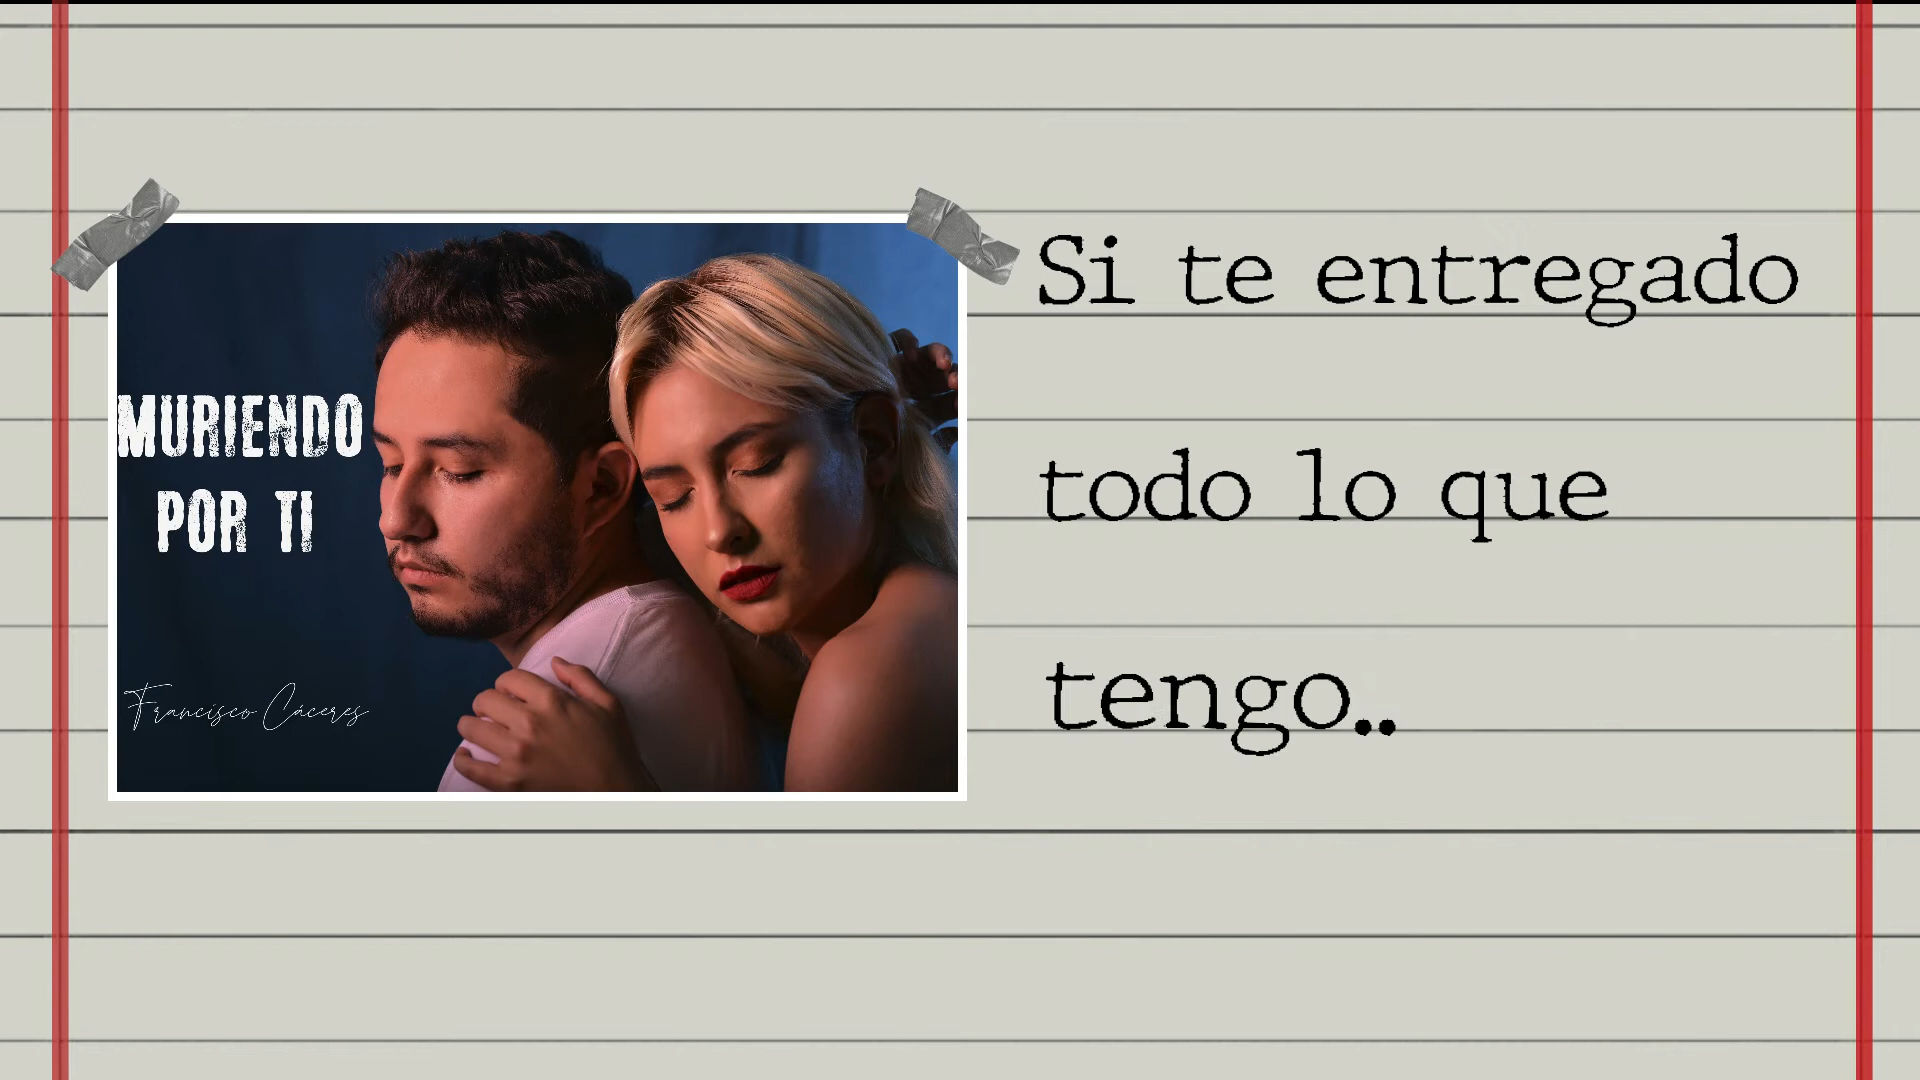 MURIENDO
POR TI
Francisco Cáceres
Si te entregado
todo lo que
tengo..